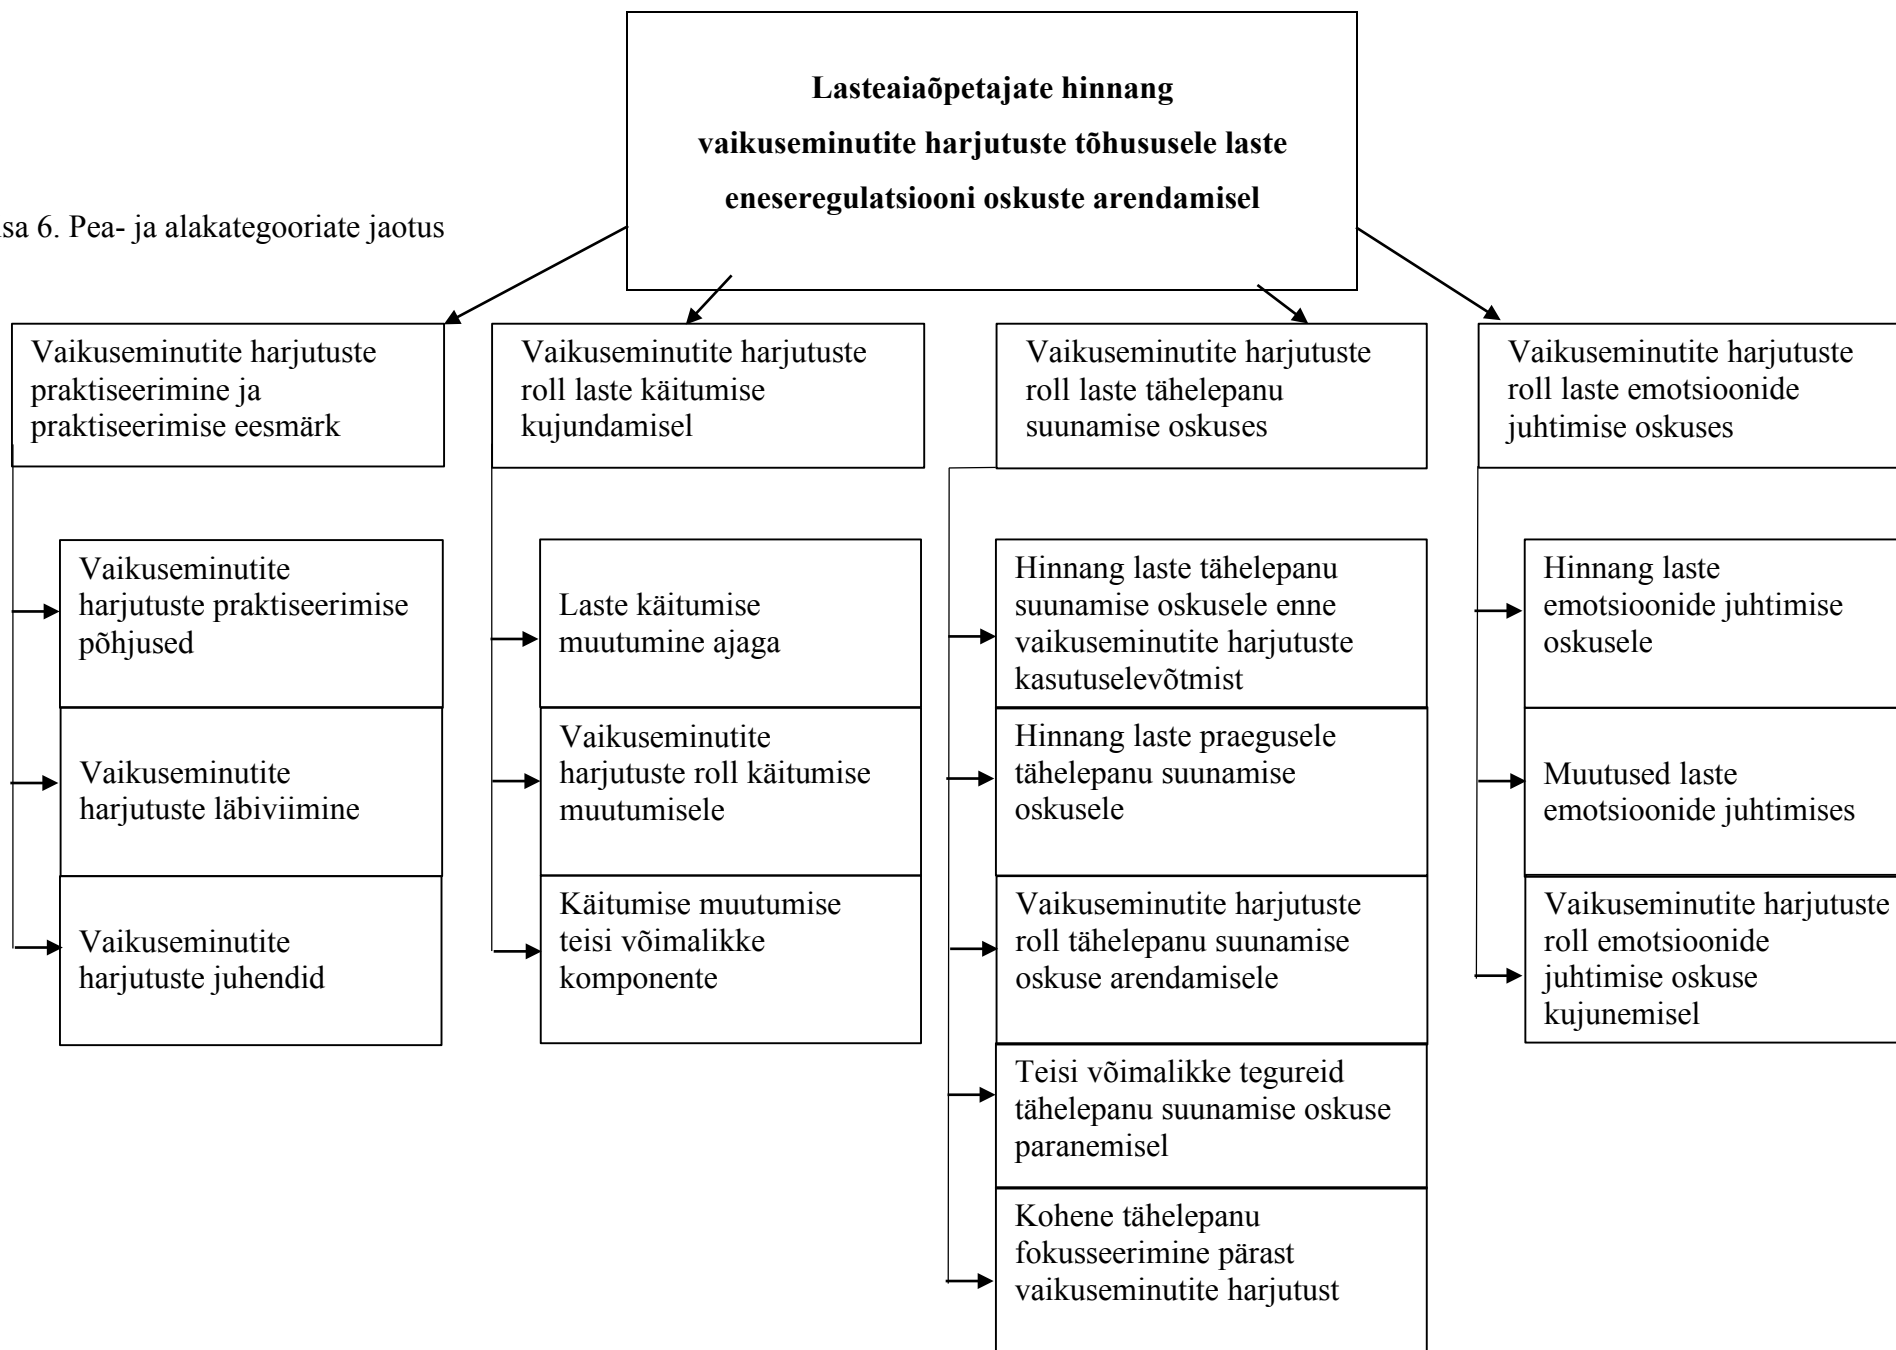 Lasteaiaõpetajate hinnang
vaikuseminutite harjutuste tõhususele laste
eneseregulatsiooni oskuste arendamisel
sa 6. Pea- ja alakategooriate jaotus
Vaikuseminutite harjutuste
praktiseerimine ja
praktiseerimise eesmärk
Vaikuseminutite harjutuste
roll laste käitumise
kujundamisel
Vaikuseminutite harjutuste
roll laste tähelepanu
suunamise oskuses
Vaikuseminutite harjutuste
roll laste emotsioonide
juhtimise oskuses
Vaikuseminutite
harjutuste praktiseerimise
põhjused
Vaikuseminutite
harjutuste läbiviimine
Vaikuseminutite
harjutuste juhendid
Laste käitumise
muutumine ajaga
Vaikuseminutite
harjutuste roll käitumise
muutumisele
Käitumise muutumise
teisi võimalikke
komponente
Hinnang laste tähelepanu
suunamise oskusele enne
vaikuseminutite harjutuste
kasutuselevõtmist
Hinnang laste praegusele
tähelepanu suunamise
oskusele
Vaikuseminutite harjutuste
roll tähelepanu suunamise
oskuse arendamisele
Teisi võimalikke tegureid
tähelepanu suunamise oskuse
paranemisel
Kohene tähelepanu
fokusseerimine pärast
vaikuseminutite harjutust
Hinnang laste
emotsioonide juhtimise
oskusele
Muutused laste
emotsioonide juhtimises
Vaikuseminutite harjutuste
roll emotsioonide
juhtimise oskuse
kujunemisel